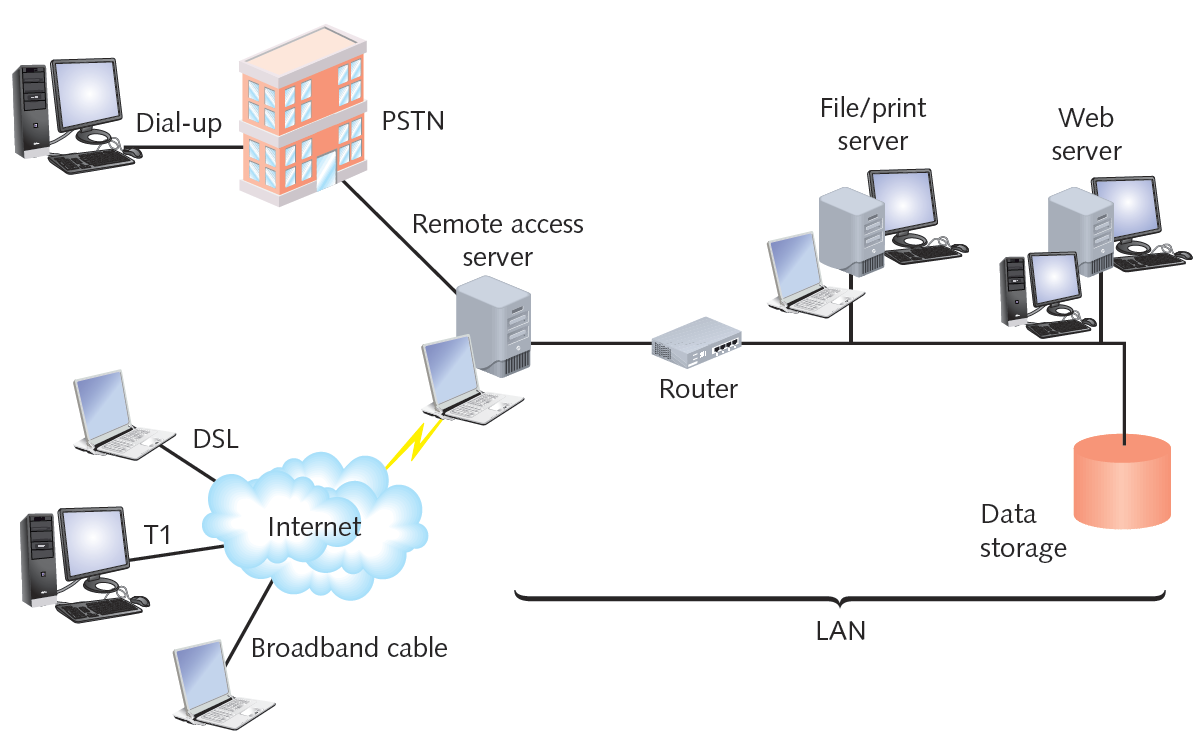 Dial-up
PSTN
File/print
server
Web
server
Remote access
server
Router
DSL
T1
Internet
Broadband cable
Data
storage
LAN